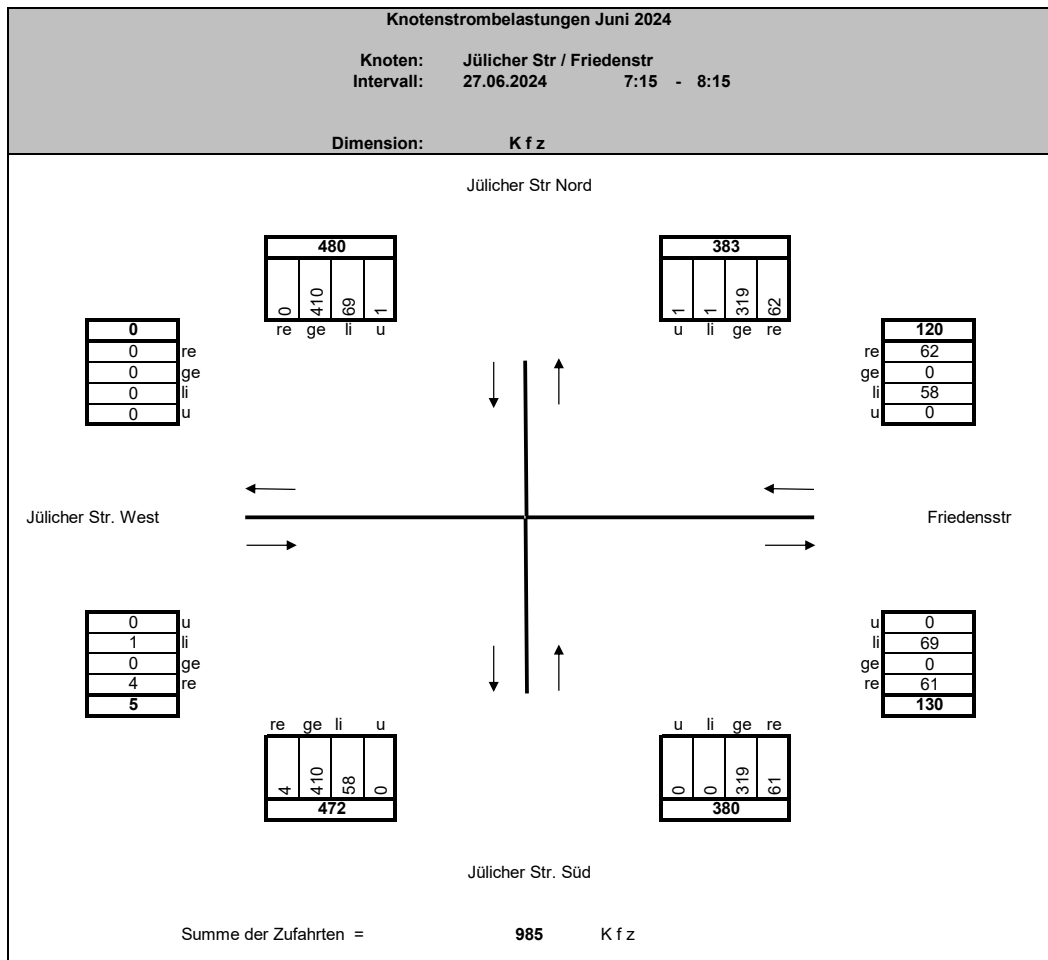 Knotenstrombelastungen Juni 2024
Knoten: Jülicher Str / Friedenstr
Intervall: 27.06.2024 7:15 - 8:15
Dimension: K f z
Jülicher Str Nord
480
0 410 69 1
re ge li u
383
1 1 319 62
u li ge re
0
0 re
0 ge
0 li
0 u
120
re 62
ge 0
li 58
u 0
Jülicher Str. West
Friedensstr
0 u
1 li
0 ge
4 re
5
u 0
li 69
ge 0
re 61
130
re ge li u
4 410 58 0
472
u li ge re
0 0 319 61
380
Jülicher Str. Süd
Summe der Zufahrten = 985 K f z